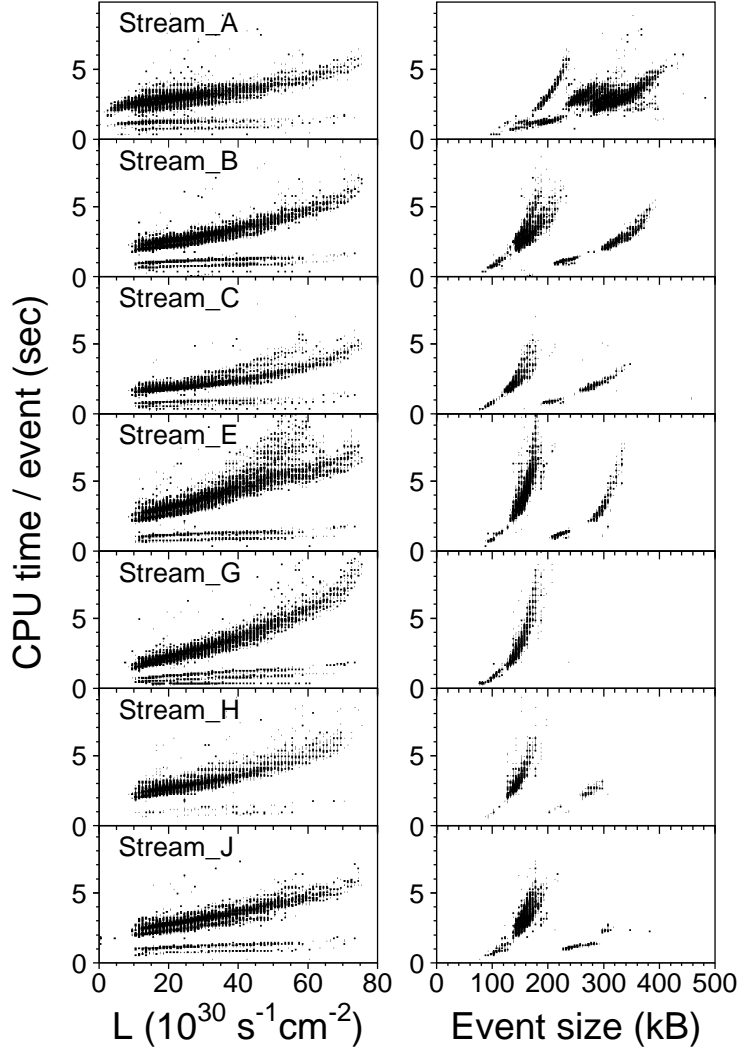 Stream_A
5
0
Stream_B
5
0
Stream_C
5
0
Stream_E
5
0
Stream_G
5
0
Stream_H
5
0
Stream_J
5
0
CPU time / event (sec)
0 20 40 60 80
0 100 200 300 400 500
L (10³⁰ s⁻¹cm⁻²)
Event size (kB)